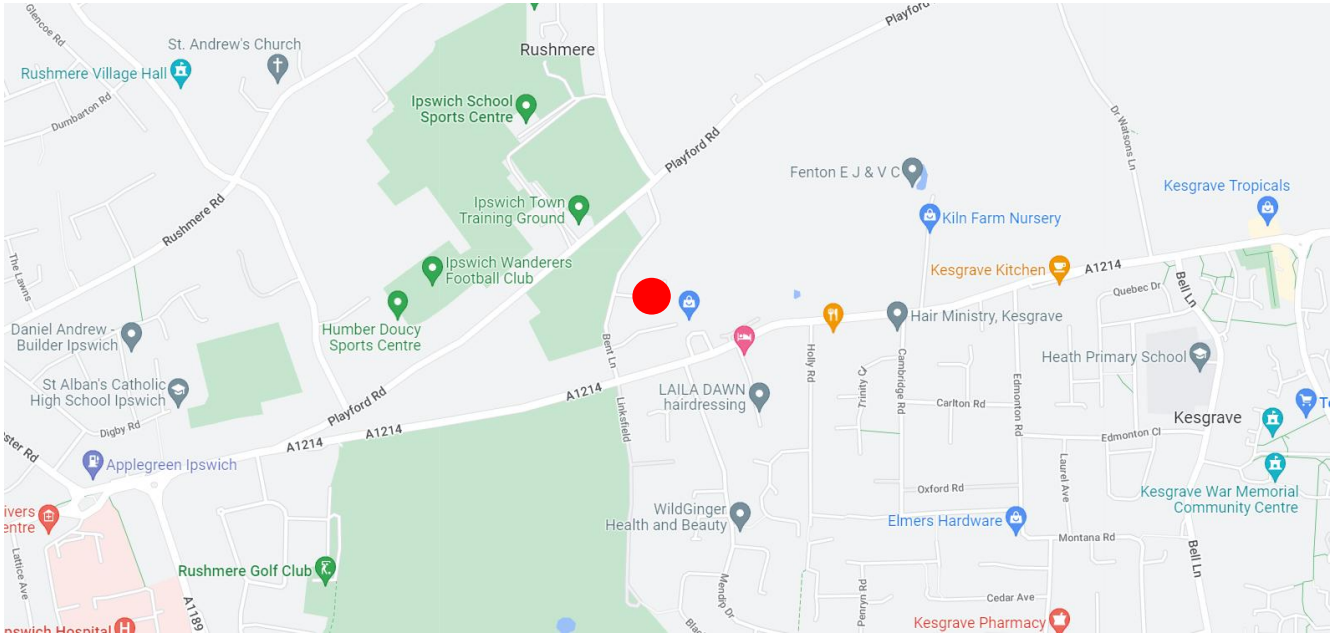 Glencoe Rd
St. Andrew's Church
Rushmere Village Hall
Dumbarton Rd
Rushmere
Playford
Ipswich School
Sports Centre
Playford Rd
Dr Watsons Ln
Fenton E J & V C
Kesgrave Tropicals
Rushmere Rd
Ipswich Town
Training Ground
Kiln Farm Nursery
The Lawns
Ipswich Wanderers
Football Club
Kesgrave Kitchen
A1214
Bell Ln
Quebec Dr
Humber Doucy
Sports Centre
Daniel Andrew -
Builder Ipswich
Hair Ministry, Kesgrave
Bent Ln
Holly Rd
Trinity Cl
Cambridge Rd
Edmonton Rd
Heath Primary School
St Alban's Catholic
High School Ipswich
Playford Rd
A1214
LAILA DAWN
hairdressing
Linksfield
Carlton Rd
Kesgrave
Digby Rd
A1214
A1214
Edmonton Cl
ster Rd
Applegreen Ipswich
Laurel Ave
Oxford Rd
Kesgrave War Memorial
Community Centre
ivers
entre
WildGinger
Health and Beauty
Elmers Hardware
Montana Rd
Bell Ln
Lattice Ave
Rushmere Golf Club
Mendip Dr
Penryn Rd
Cedar Ave
A1189
pswich Hospital
H
Kesgrave Pharmacy